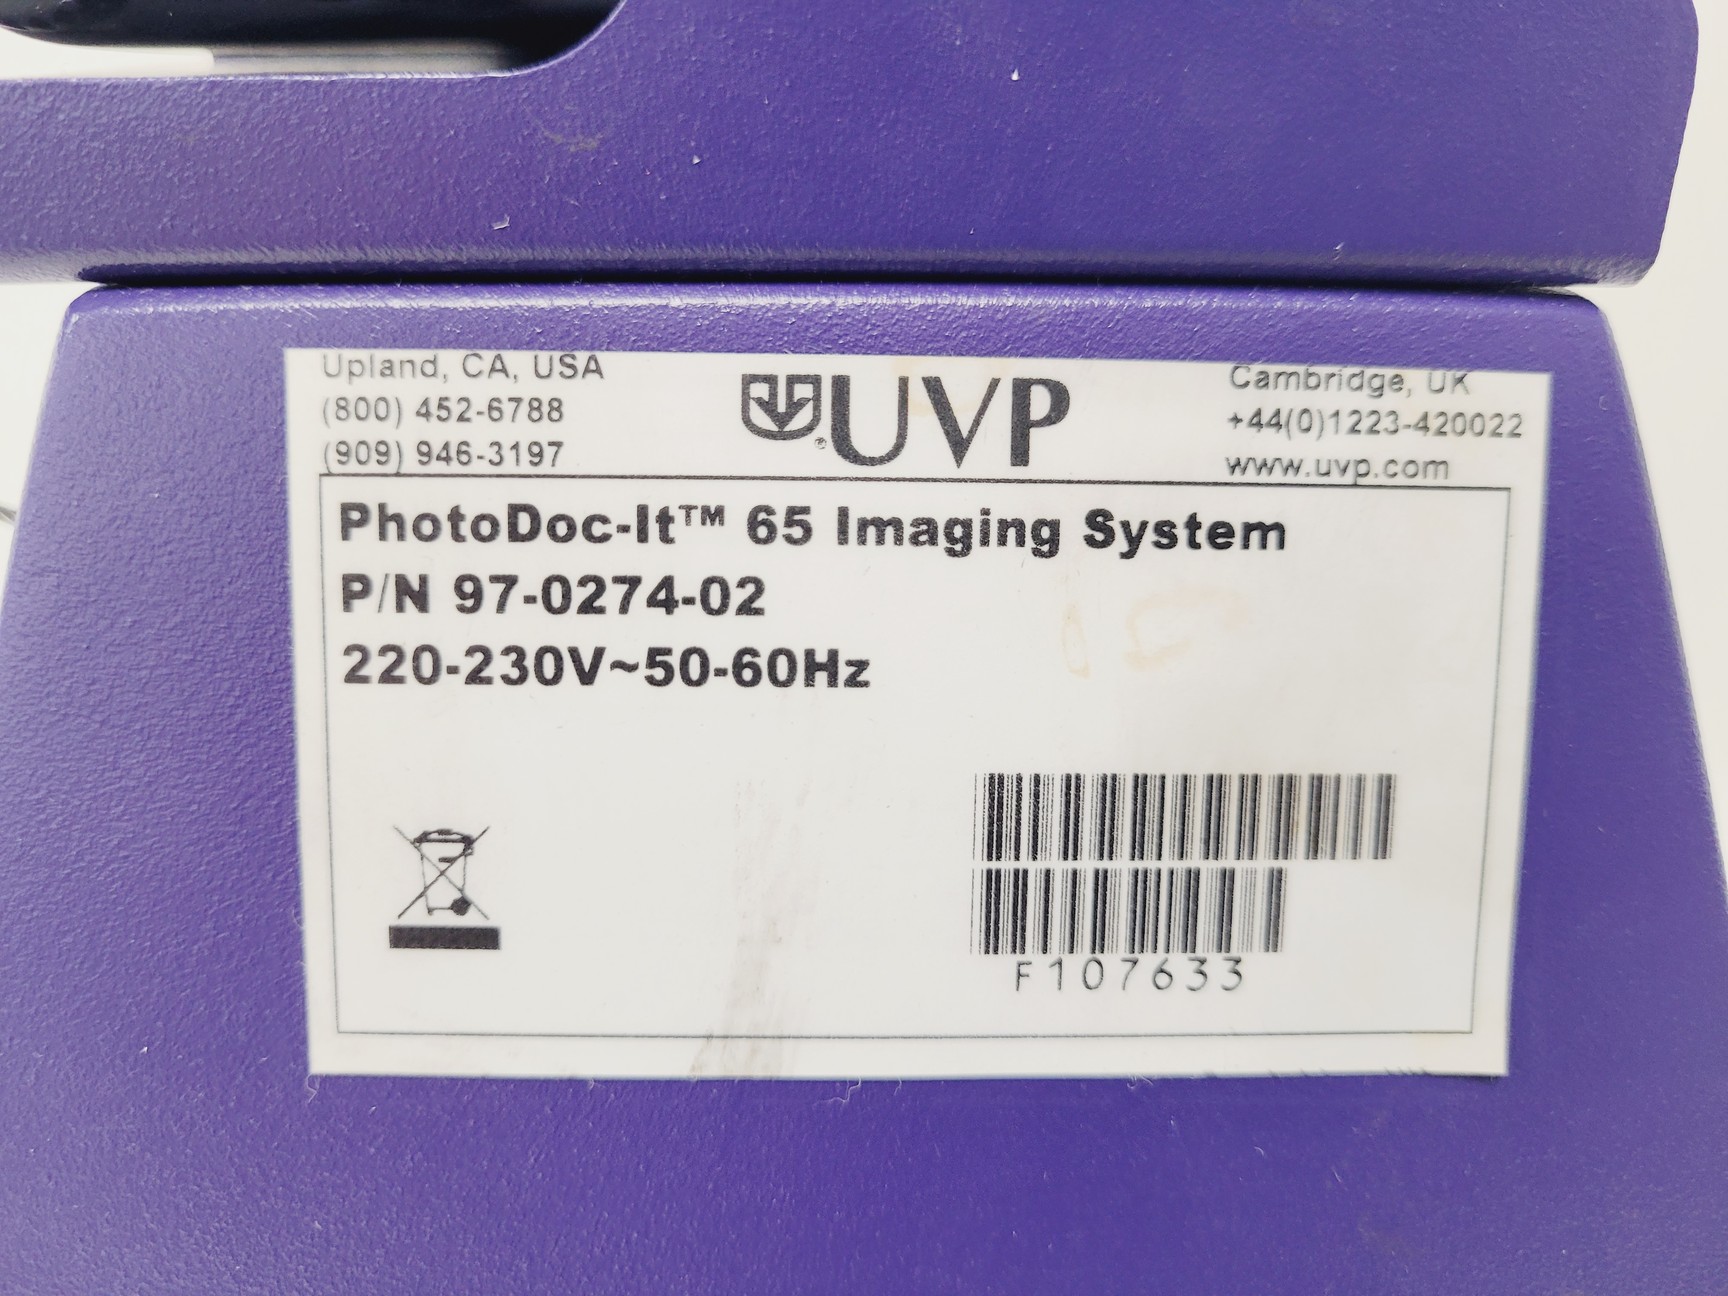 Upland, CA, USA
(800) 452-6788
(909) 946-3197
®UVP
Cambridge, UK
+44(0)1223-420022
www.uvp.com
PhotoDoc-It™ 65 Imaging System
P/N 97-0274-02
220-230V~50-60Hz
F107633